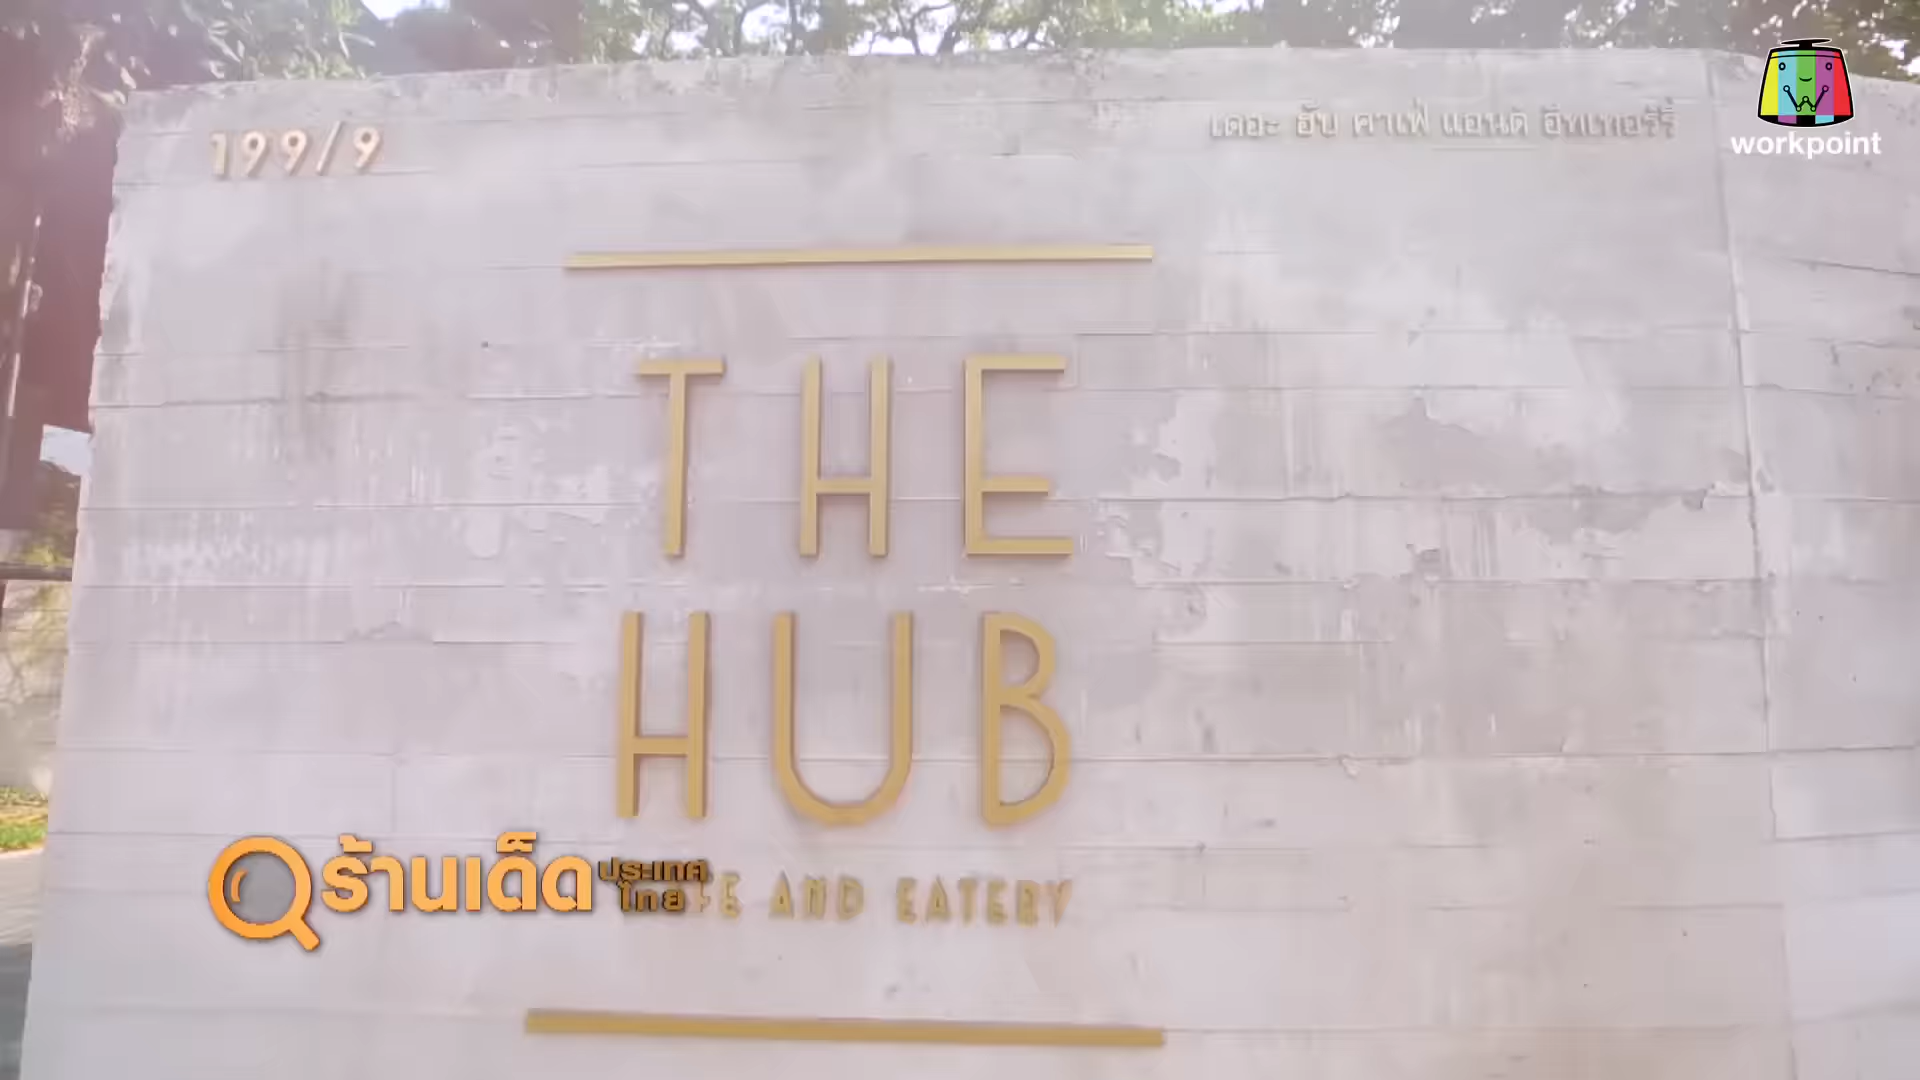 199/9
เดอะ ฮับ คาเฟ่ แอนด์ อีทเทอรี่
workpoint
THE
HUB
AND EATERY
ร้านเด็ดประเทศไทย